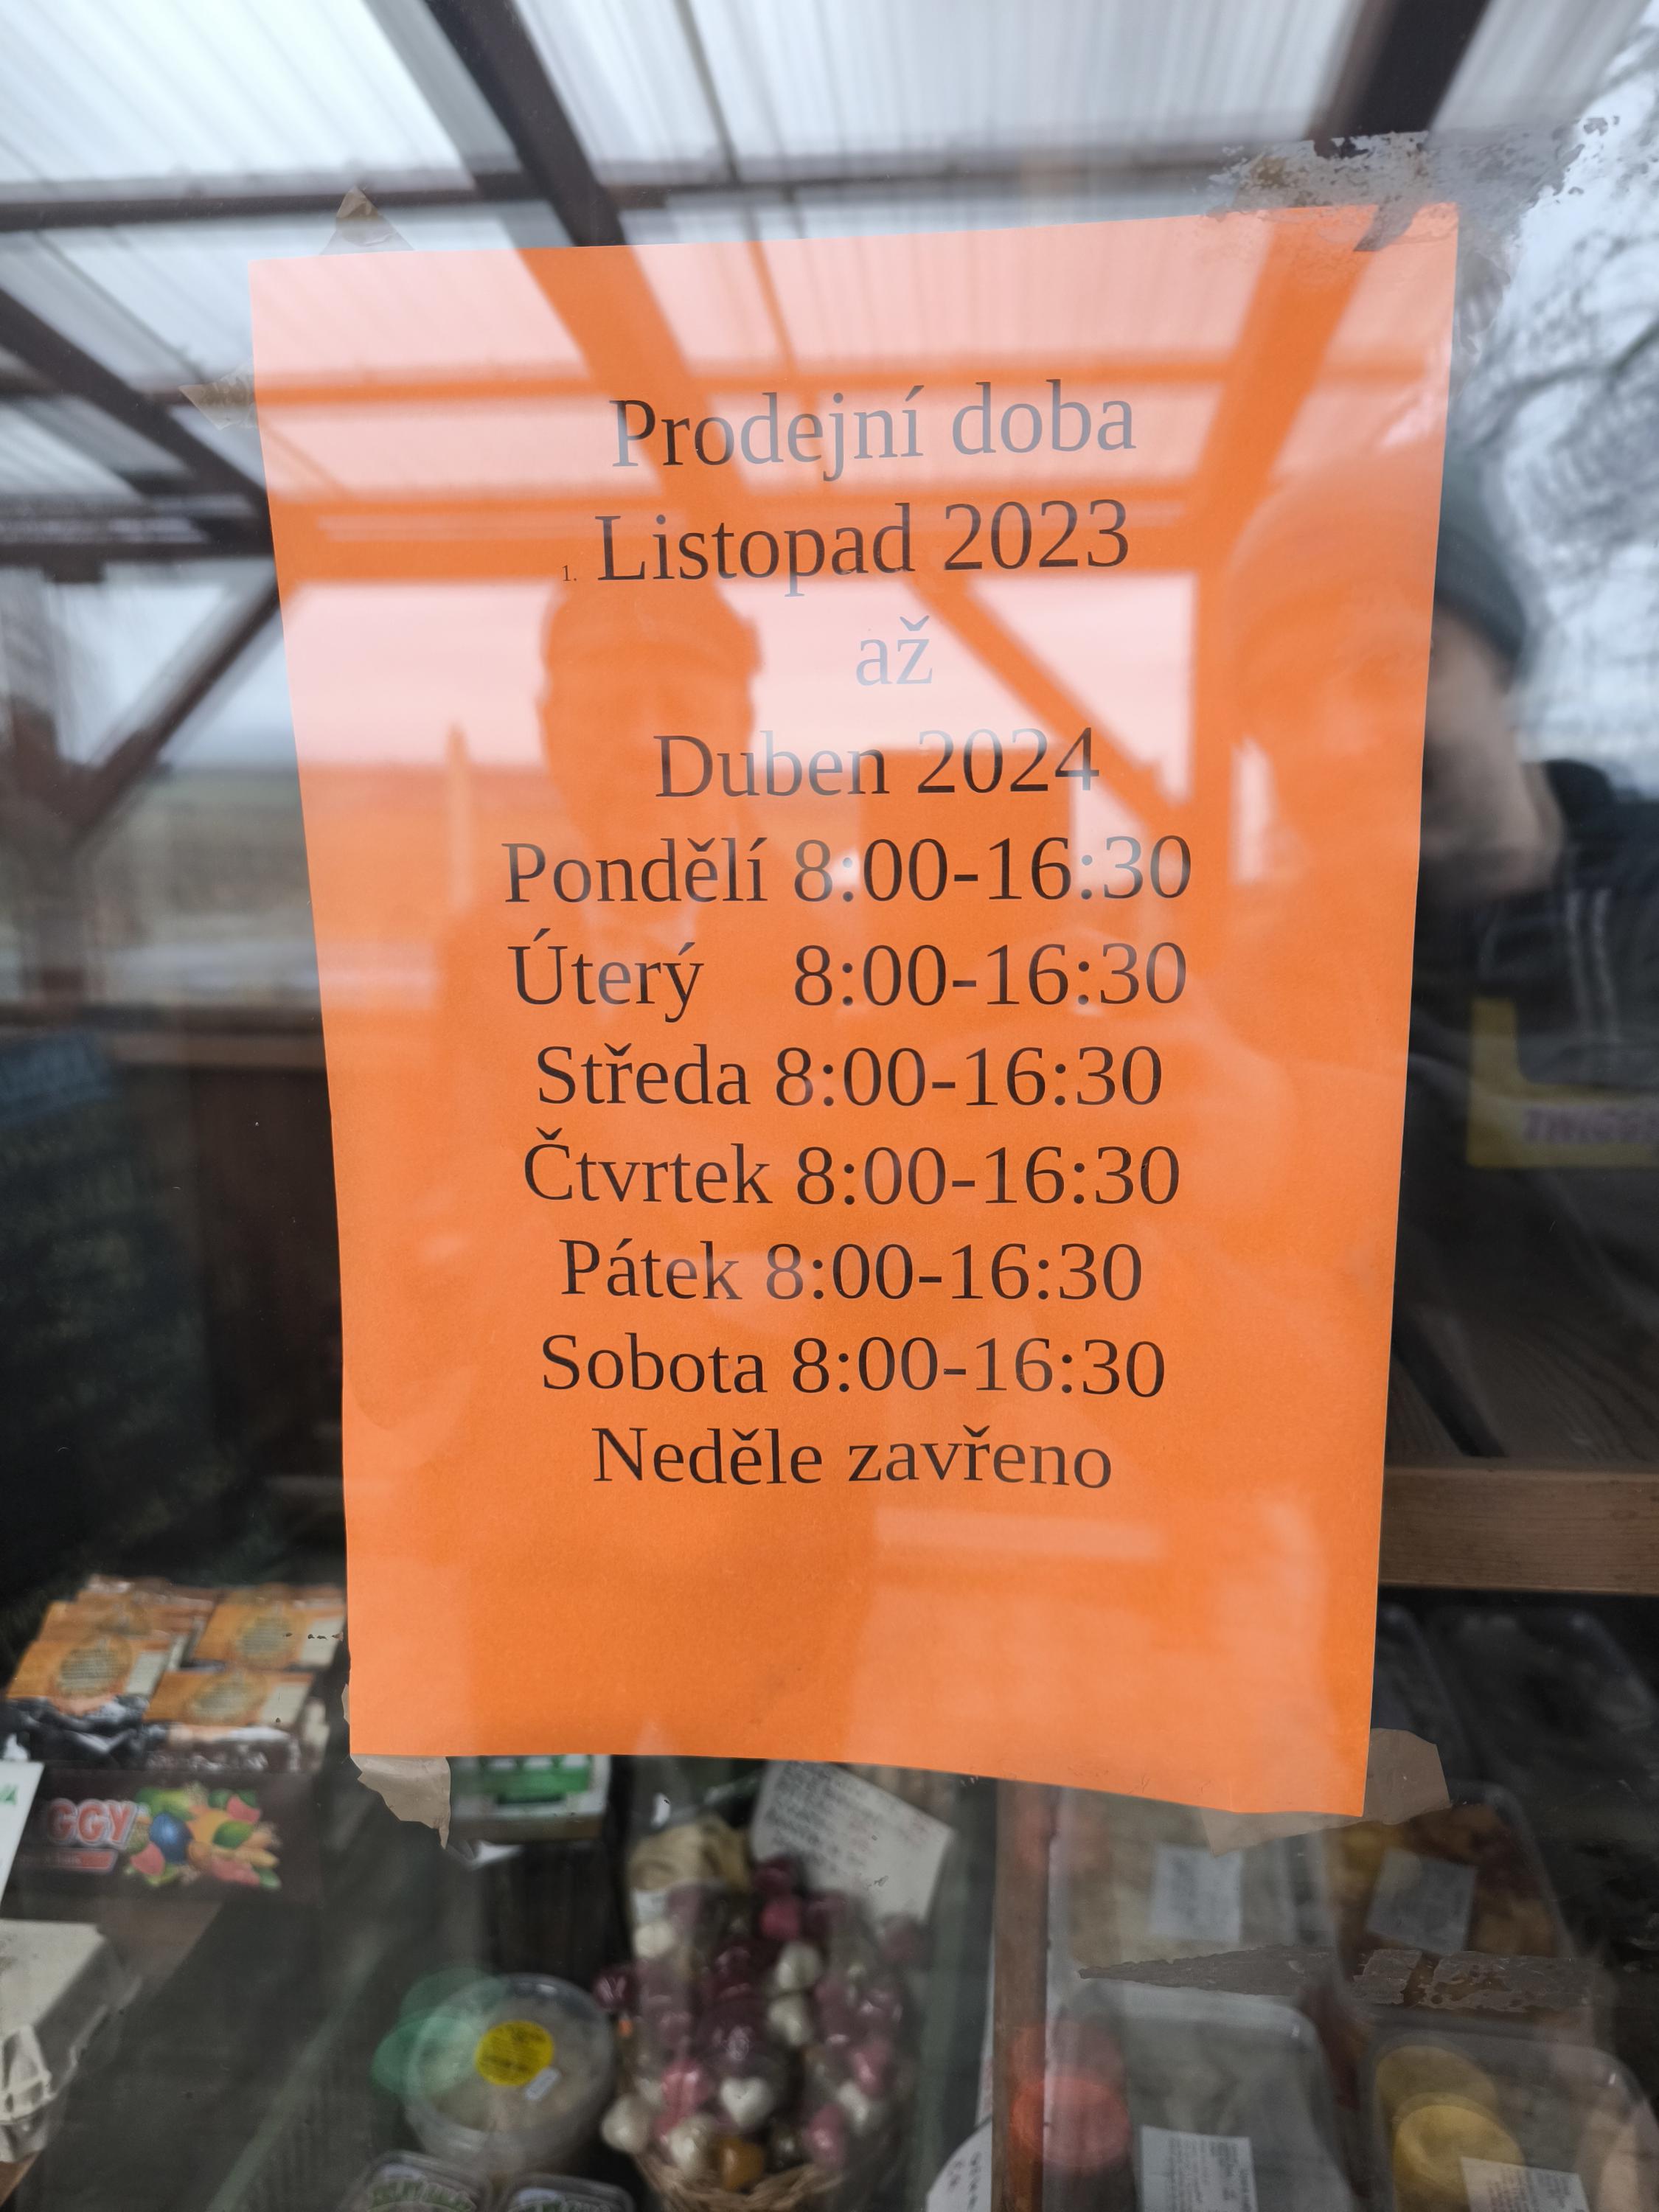 Prodejní doba
1. Listopad 2023
až
Duben 2024
Pondělí 8:00-16:30
Úterý 8:00-16:30
Středa 8:00-16:30
Čtvrtek 8:00-16:30
Pátek 8:00-16:30
Sobota 8:00-16:30
Neděle zavřeno
GGY